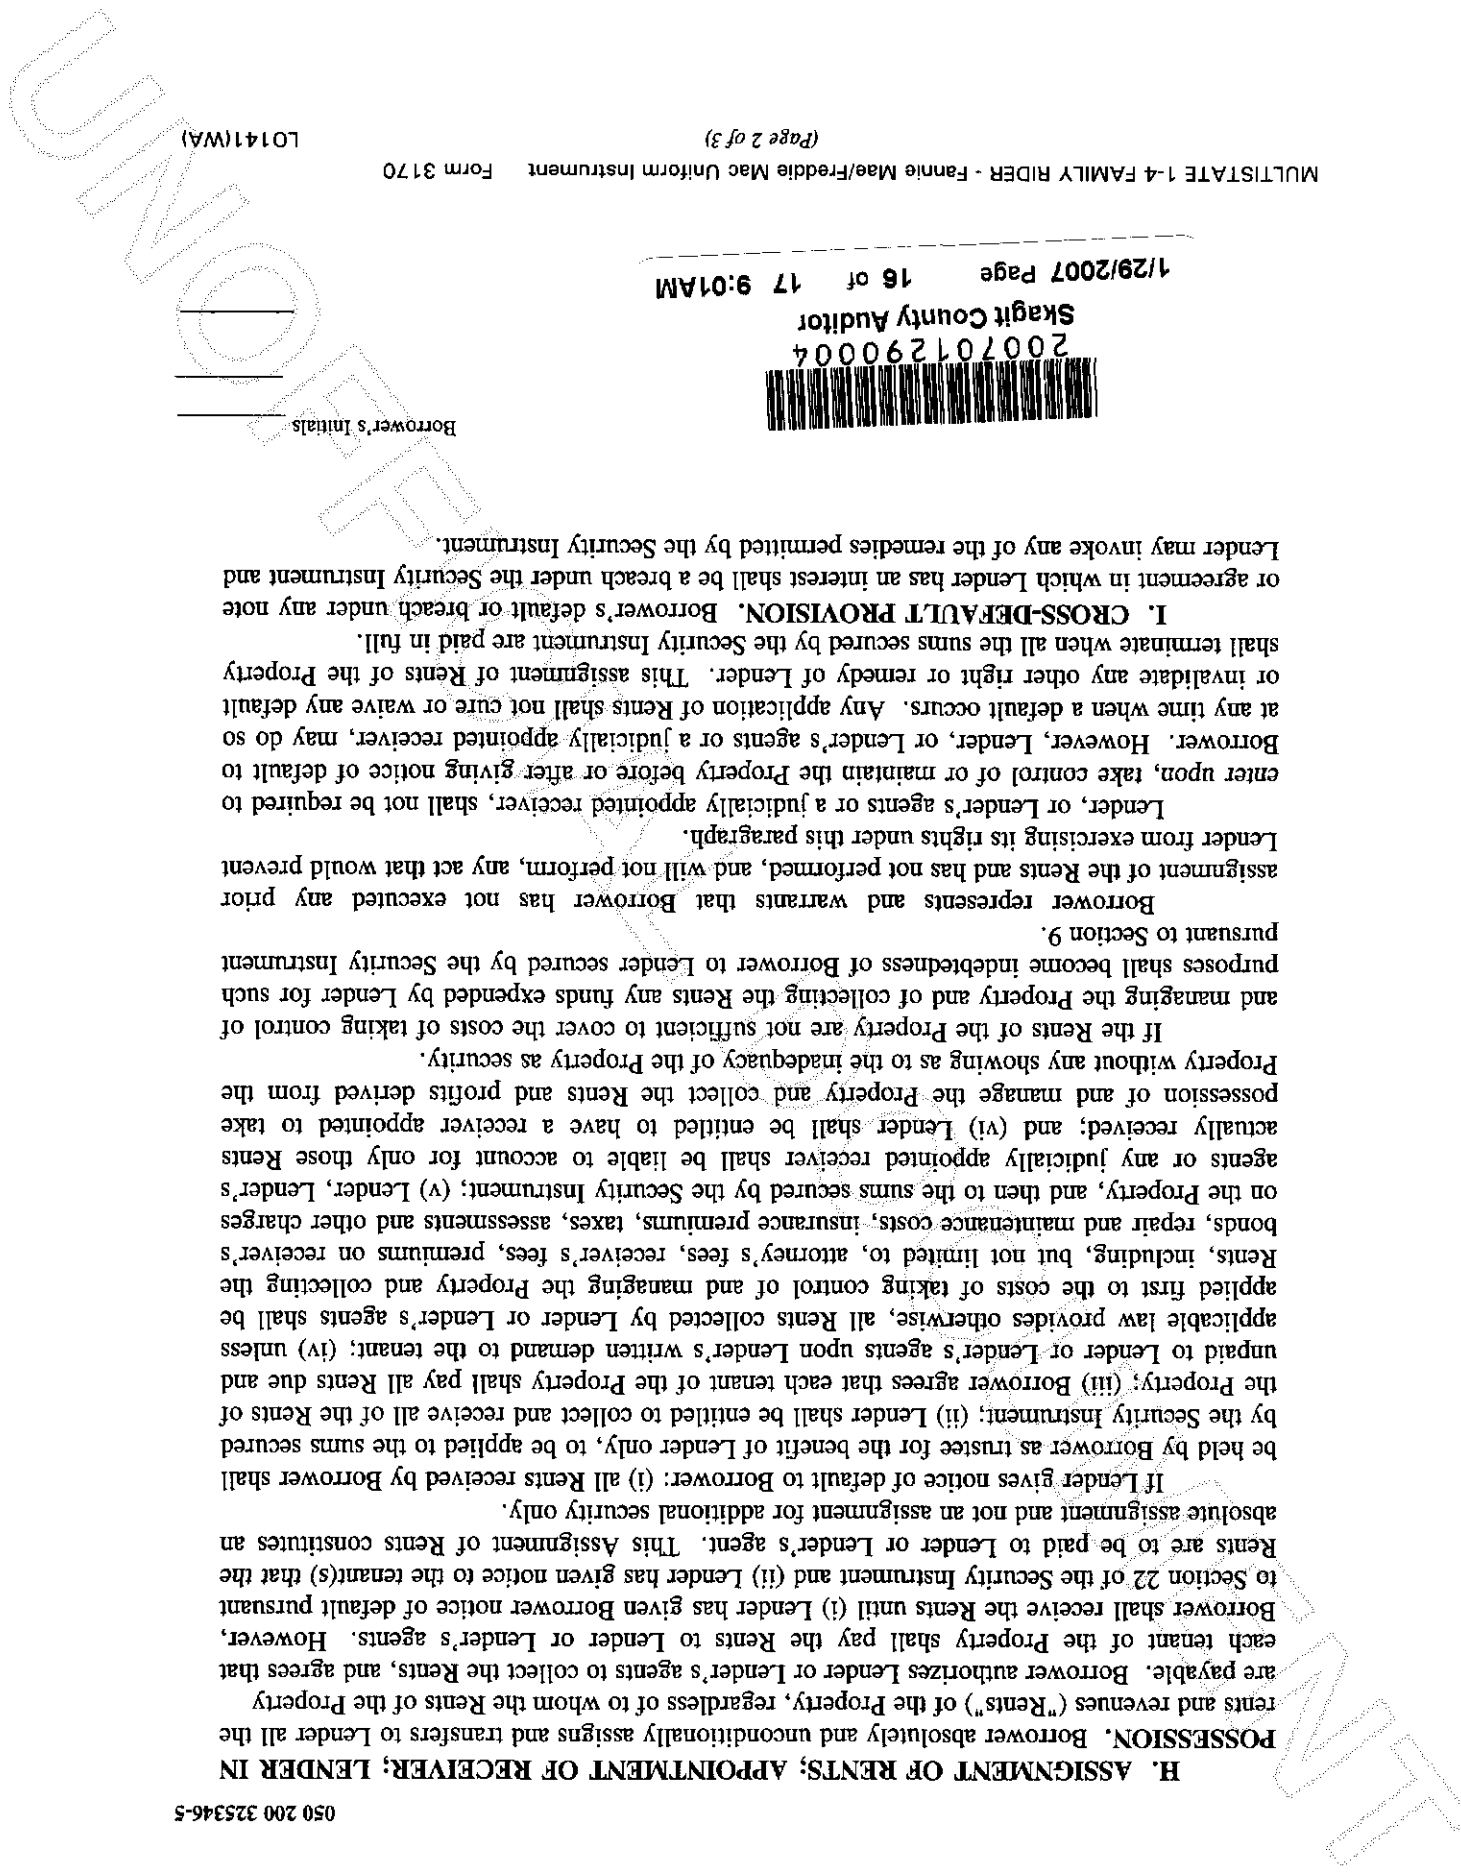 050 200 325346-5
H. ASSIGNMENT OF RENTS; APPOINTMENT OF RECEIVER; LENDER IN
POSSESSION. Borrower absolutely and unconditionally assigns and transfers to Lender all the
rents and revenues ("Rents") of the Property, regardless of to whom the Rents of the Property
are payable. Borrower authorizes Lender or Lender's agents to collect the Rents, and agrees that
each tenant of the Property shall pay the Rents to Lender or Lender's agents. However,
Borrower shall receive the Rents until (i) Lender has given Borrower notice of default pursuant
to Section 22 of the Security Instrument and (ii) Lender has given notice to the tenant(s) that the
Rents are to be paid to Lender or Lender's agent. This Assignment of Rents constitutes an
absolute assignment and not an assignment for additional security only.
If Lender gives notice of default to Borrower: (i) all Rents received by Borrower shall
be held by Borrower as trustee for the benefit of Lender only, to be applied to the sums secured
by the Security Instrument; (ii) Lender shall be entitled to collect and receive all of the Rents of
the Property; (iii) Borrower agrees that each tenant of the Property shall pay all Rents due and
unpaid to Lender or Lender's agents upon Lender's written demand to the tenant; (iv) unless
applicable law provides otherwise, all Rents collected by Lender or Lender's agents shall be
applied first to the costs of taking control of and managing the Property and collecting the
Rents, including, but not limited to, attorney's fees, receiver's fees, premiums on receiver's
bonds, repair and maintenance costs, insurance premiums, taxes, assessments and other charges
on the Property, and then to the sums secured by the Security Instrument; (v) Lender, Lender's
agents or any judicially appointed receiver shall be liable to account for only those Rents
actually received; and (vi) Lender shall be entitled to have a receiver appointed to take
possession of and manage the Property and collect the Rents and profits derived from the
Property without any showing as to the inadequacy of the Property as security.
If the Rents of the Property are not sufficient to cover the costs of taking control of
and managing the Property and of collecting the Rents any funds expended by Lender for such
purposes shall become indebtedness of Borrower to Lender secured by the Security Instrument
pursuant to Section 9.
Borrower represents and warrants that Borrower has not executed any prior
assignment of the Rents and has not performed, and will not perform, any act that would prevent
Lender from exercising its rights under this paragraph.
Lender, or Lender's agents or a judicially appointed receiver, shall not be required to
enter upon, take control of or maintain the Property before or after giving notice of default to
Borrower. However, Lender, or Lender's agents or a judicially appointed receiver, may do so
at any time when a default occurs. Any application of Rents shall not cure or waive any default
or invalidate any other right or remedy of Lender. This assignment of Rents of the Property
shall terminate when all the sums secured by the Security Instrument are paid in full.
I. CROSS-DEFAULT PROVISION. Borrower's default or breach under any note
or agreement in which Lender has an interest shall be a breach under the Security Instrument and
Lender may invoke any of the remedies permitted by the Security Instrument.
Borrower's Initials
200701290004
Skagit County Auditor
1/29/2007 Page 16 of 17 9:01AM
MULTISTATE 1-4 FAMILY RIDER - Fannie Mae/Freddie Mac Uniform Instrument Form 3170
(Page 2 of 3) LO141(WA)
UNOFFICIAL DOCUMENT